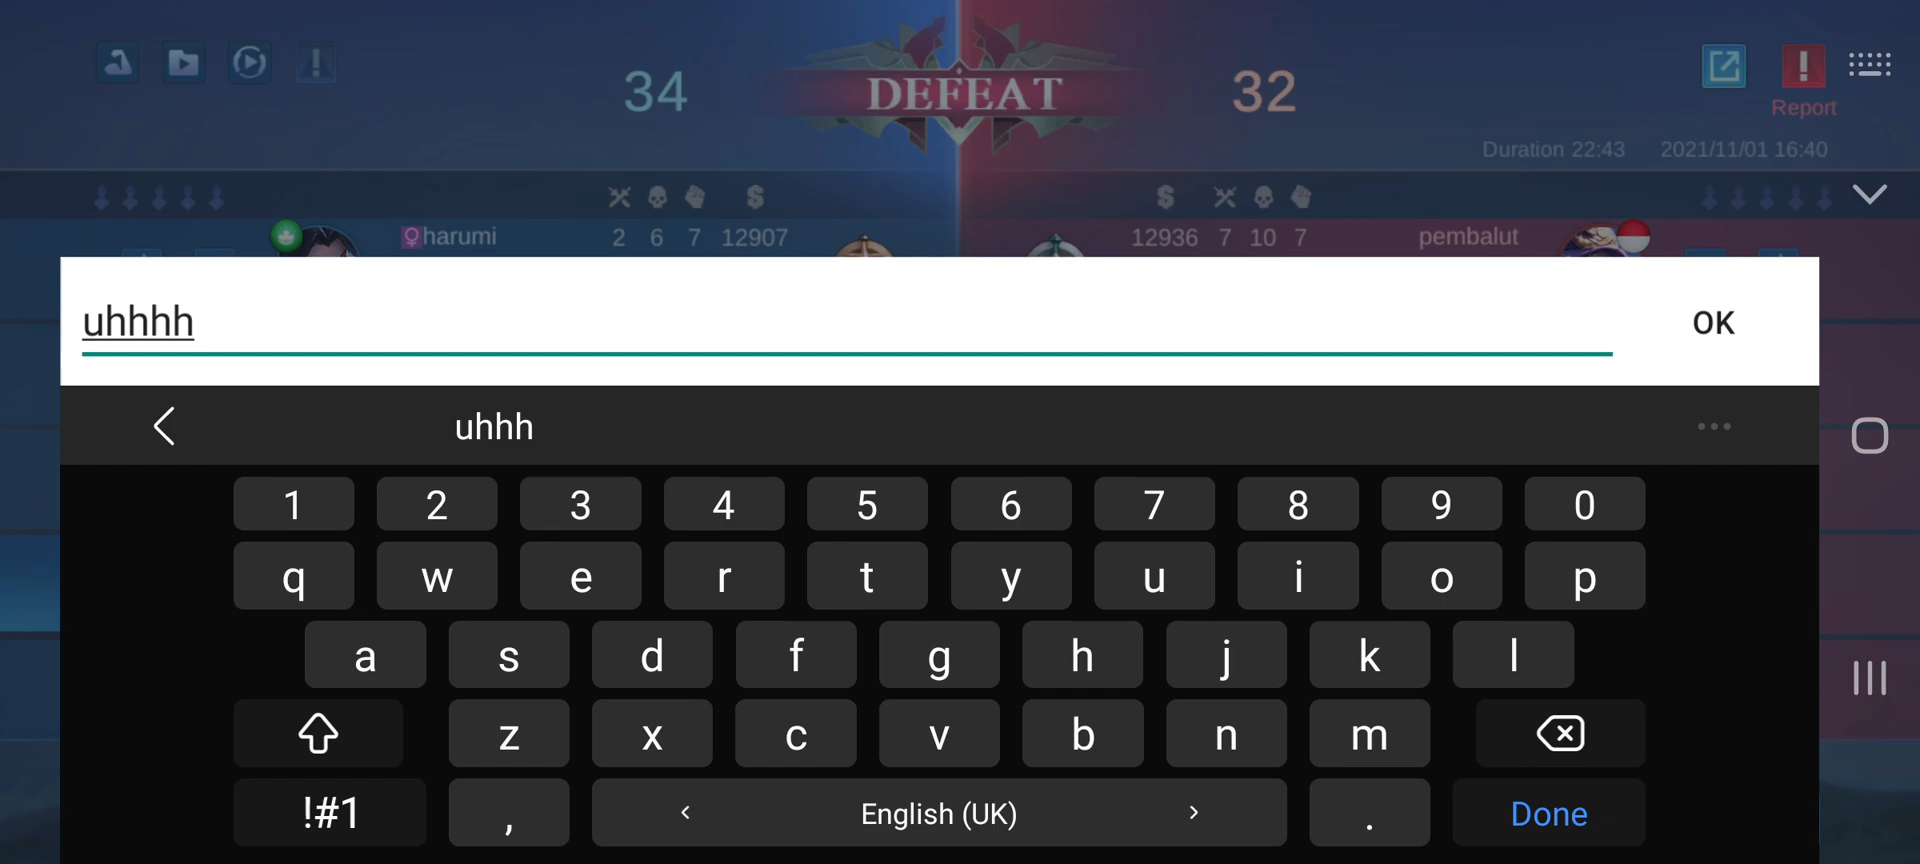 34
DEFEAT
32
Report
Duration 22:43 2021/11/01 16:40
harumi 2 6 7 12907
12936 7 10 7 pembalut
uhhhh
OK
uhhh
1 2 3 4 5 6 7 8 9 0
q w e r t y u i o p
a s d f g h j k l
z x c v b n m
!#1 , < English (UK) > . Done